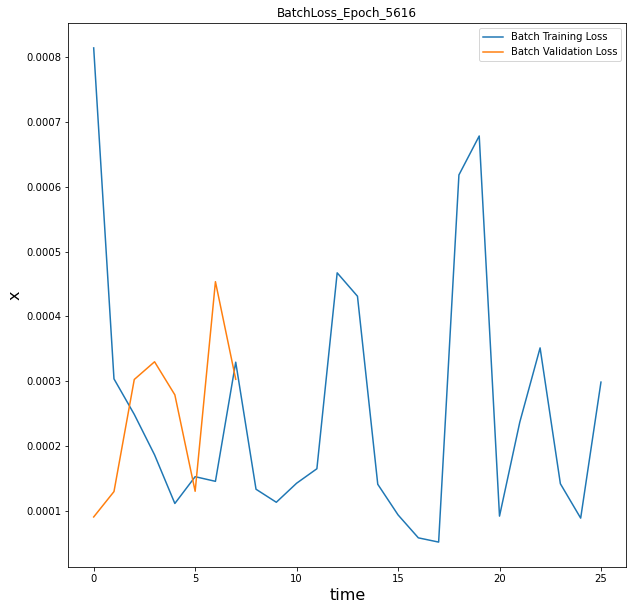 BatchLoss_Epoch_5616
Batch Training Loss
Batch Validation Loss
0.0008
0.0007
0.0006
0.0005
0.0004
0.0003
0.0002
0.0001
x
0 5 10 15 20 25
time